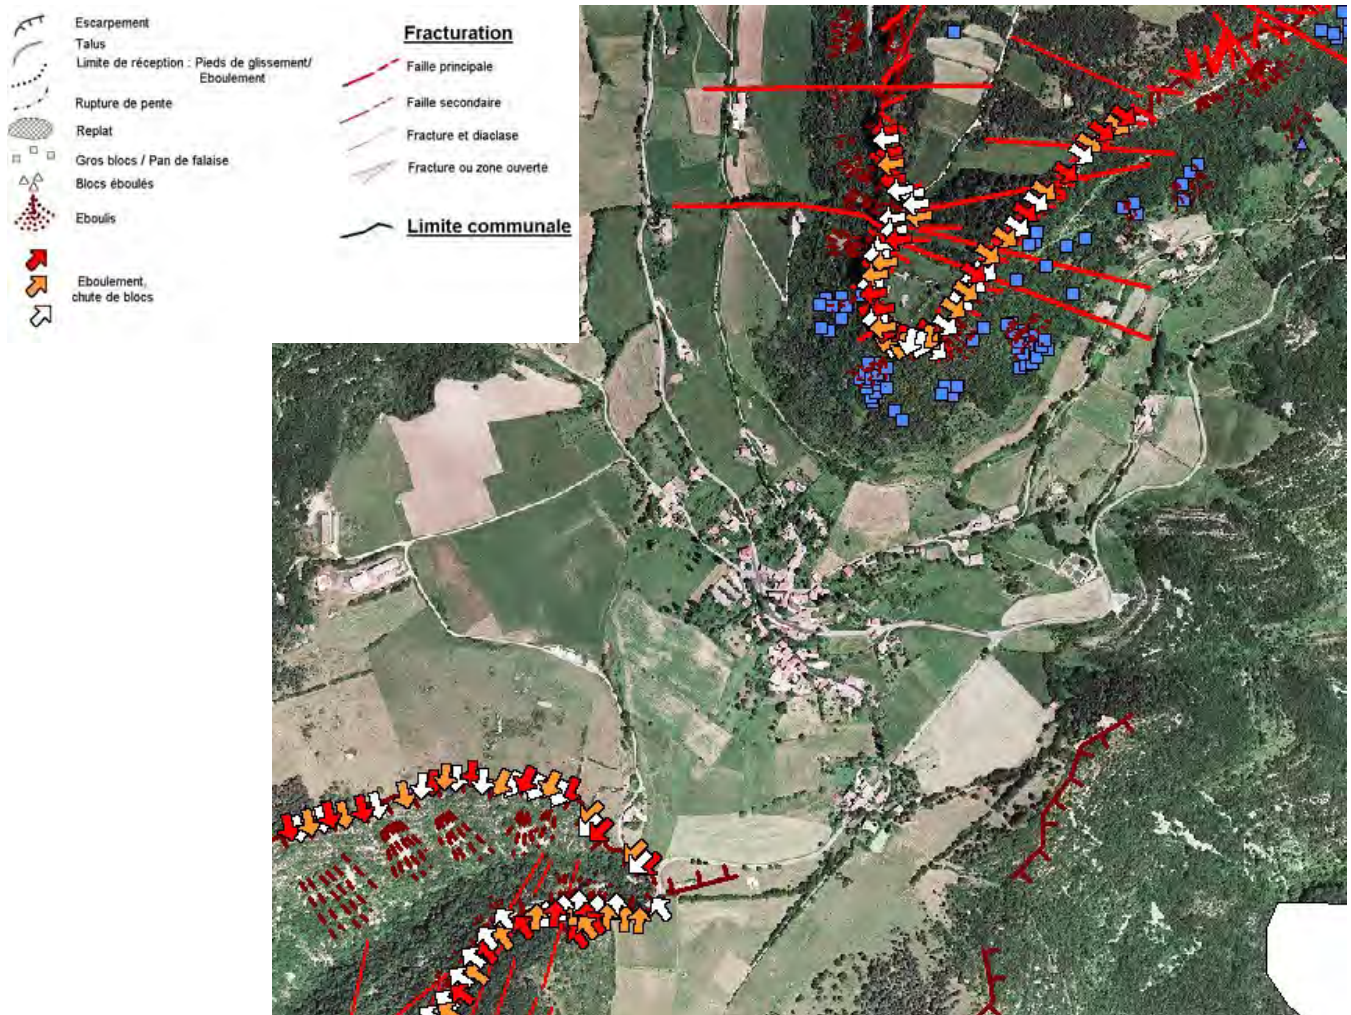 Escarpement
Talus
Limite de réception : Pieds de glissement/
Eboulement
Rupture de pente
Replat
Gros blocs / Pan de falaise
Blocs éboulés
Eboulis
Eboulement,
chute de blocs
Fracturation
Faille principale
Faille secondaire
Fracture et diaclase
Fracture ou zone ouverte
Limite communale